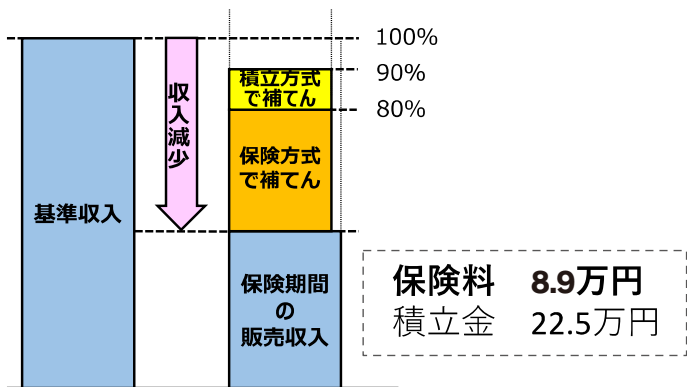 100%
90%
80%
積立方式
で補てん
収入減少
保険方式
で補てん
基準収入
保険期間
の
販売収入
保険料 8.9万円
積立金 22.5万円